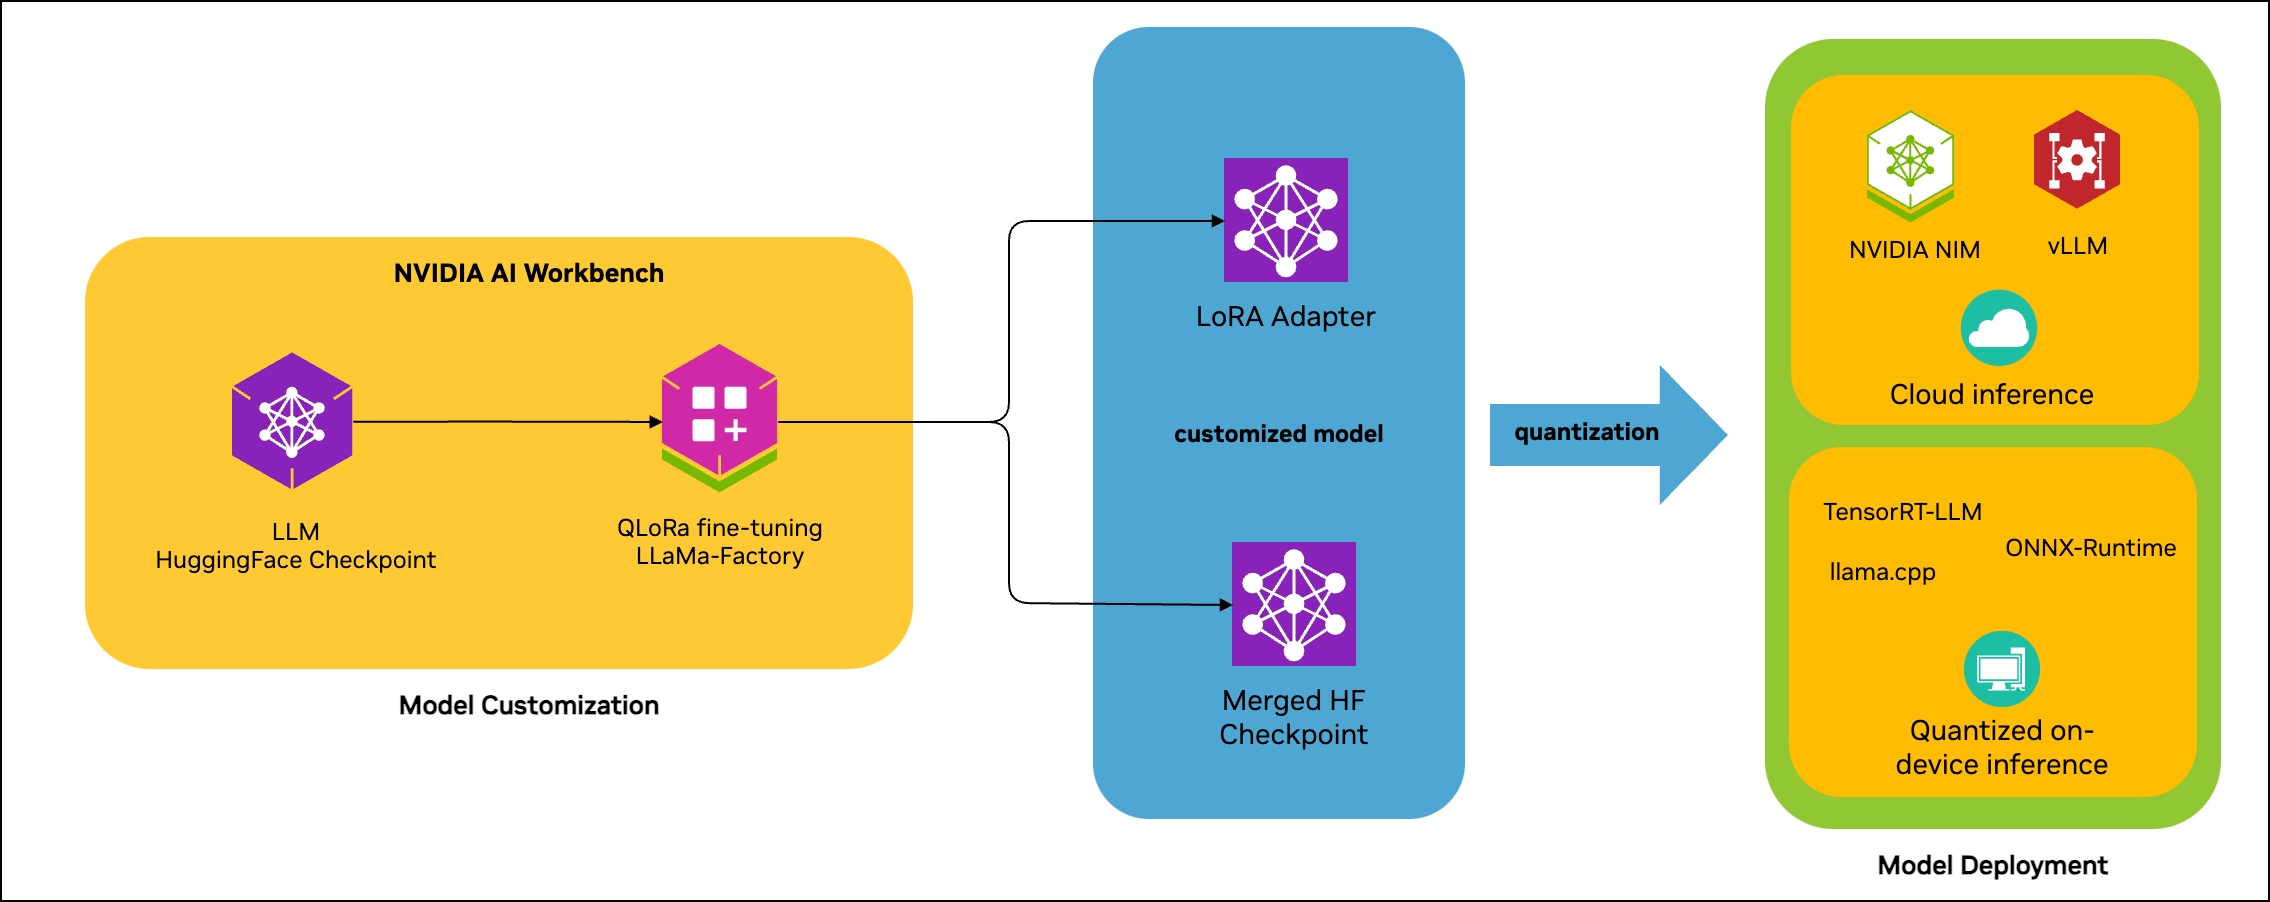 NVIDIA AI Workbench
LLM
HuggingFace Checkpoint
QLoRa fine-tuning
LLaMa-Factory
Model Customization
LoRA Adapter
customized model
Merged HF
Checkpoint
quantization
NVIDIA NIM
vLLM
Cloud inference
TensorRT-LLM
ONNX-Runtime
llama.cpp
Quantized on-
device inference
Model Deployment